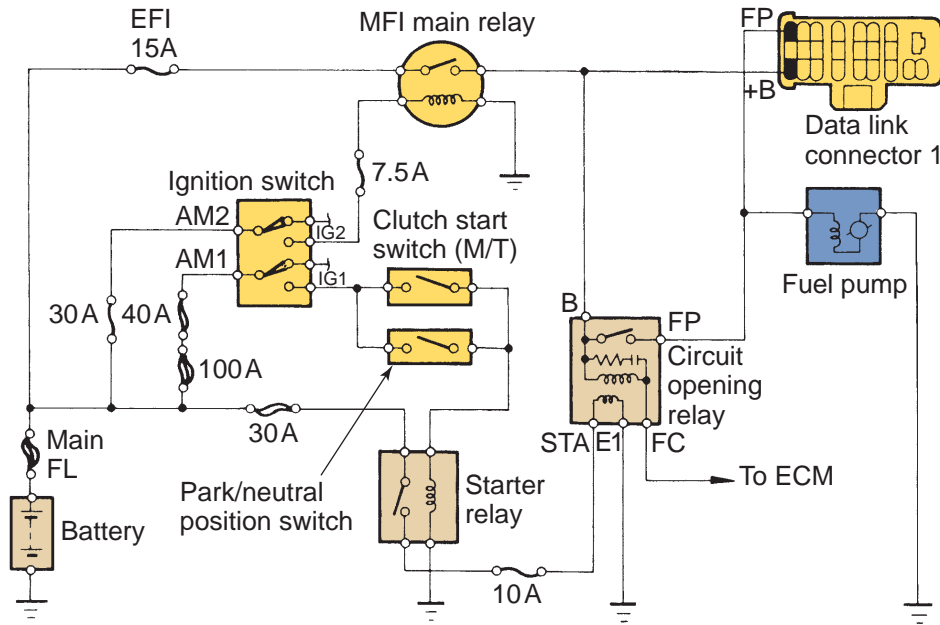 EFI
15A
MFI main relay
FP
+B
Data link
connector 1
7.5A
Ignition switch
AM2
IG2
AM1
IG1
Clutch start
switch (M/T)
Fuel pump
30A
40A
100A
B
FP
Circuit
opening
relay
30A
STA
E1
FC
Main
FL
To ECM
Park/neutral
position switch
Starter
relay
Battery
10A